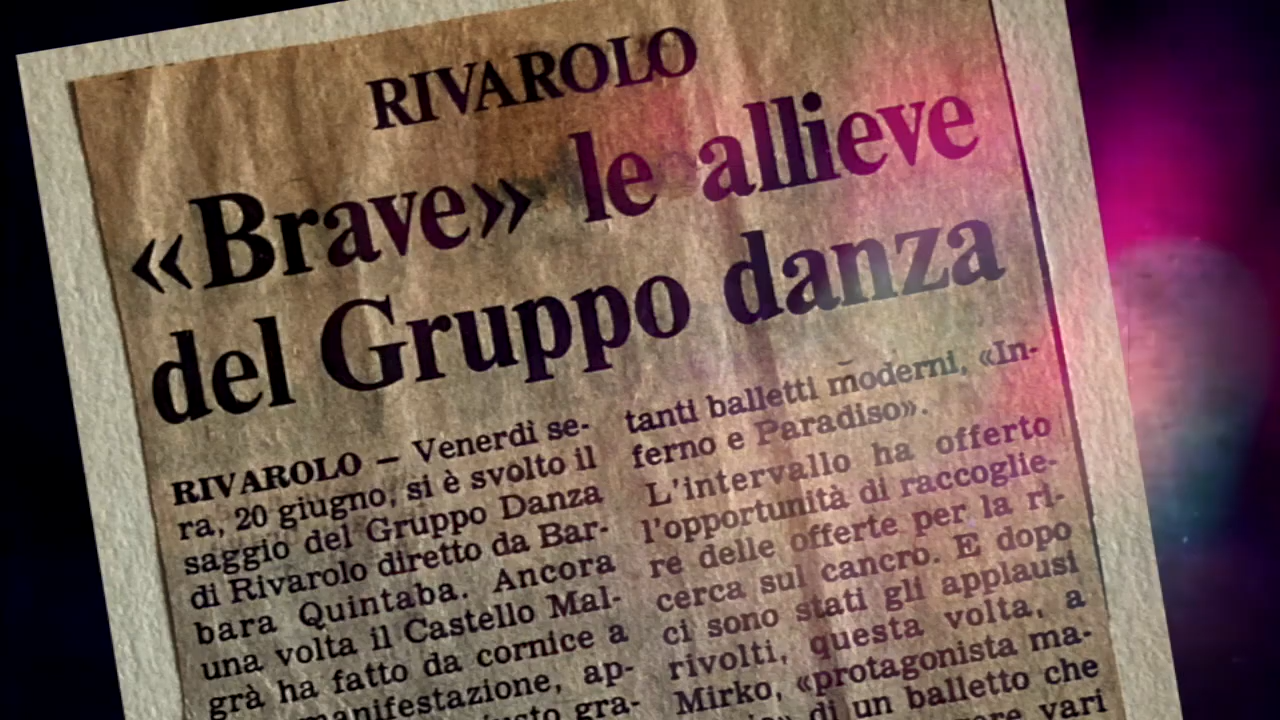 RIVAROLO
«Brave» le allieve
del Gruppo danza
RIVAROLO — Venerdì se-
ra, 20 giugno, si è svolto il
saggio del Gruppo Danza
di Rivarolo diretto da Bar-
bara Quintaba. Ancora
una volta il Castello Mal-
grà ha fatto da cornice a
manifestazione, ap-
gra-
tanti balletti moderni, «In-
ferno e Paradiso».
L'intervallo ha offerto
l'opportunità di raccoglie-
re delle offerte per la ri-
cerca sul cancro. E dopo
ci sono stati gli applausi
rivolti, questa volta, a
Mirko, «protagonista ma-
di un balletto che
vari